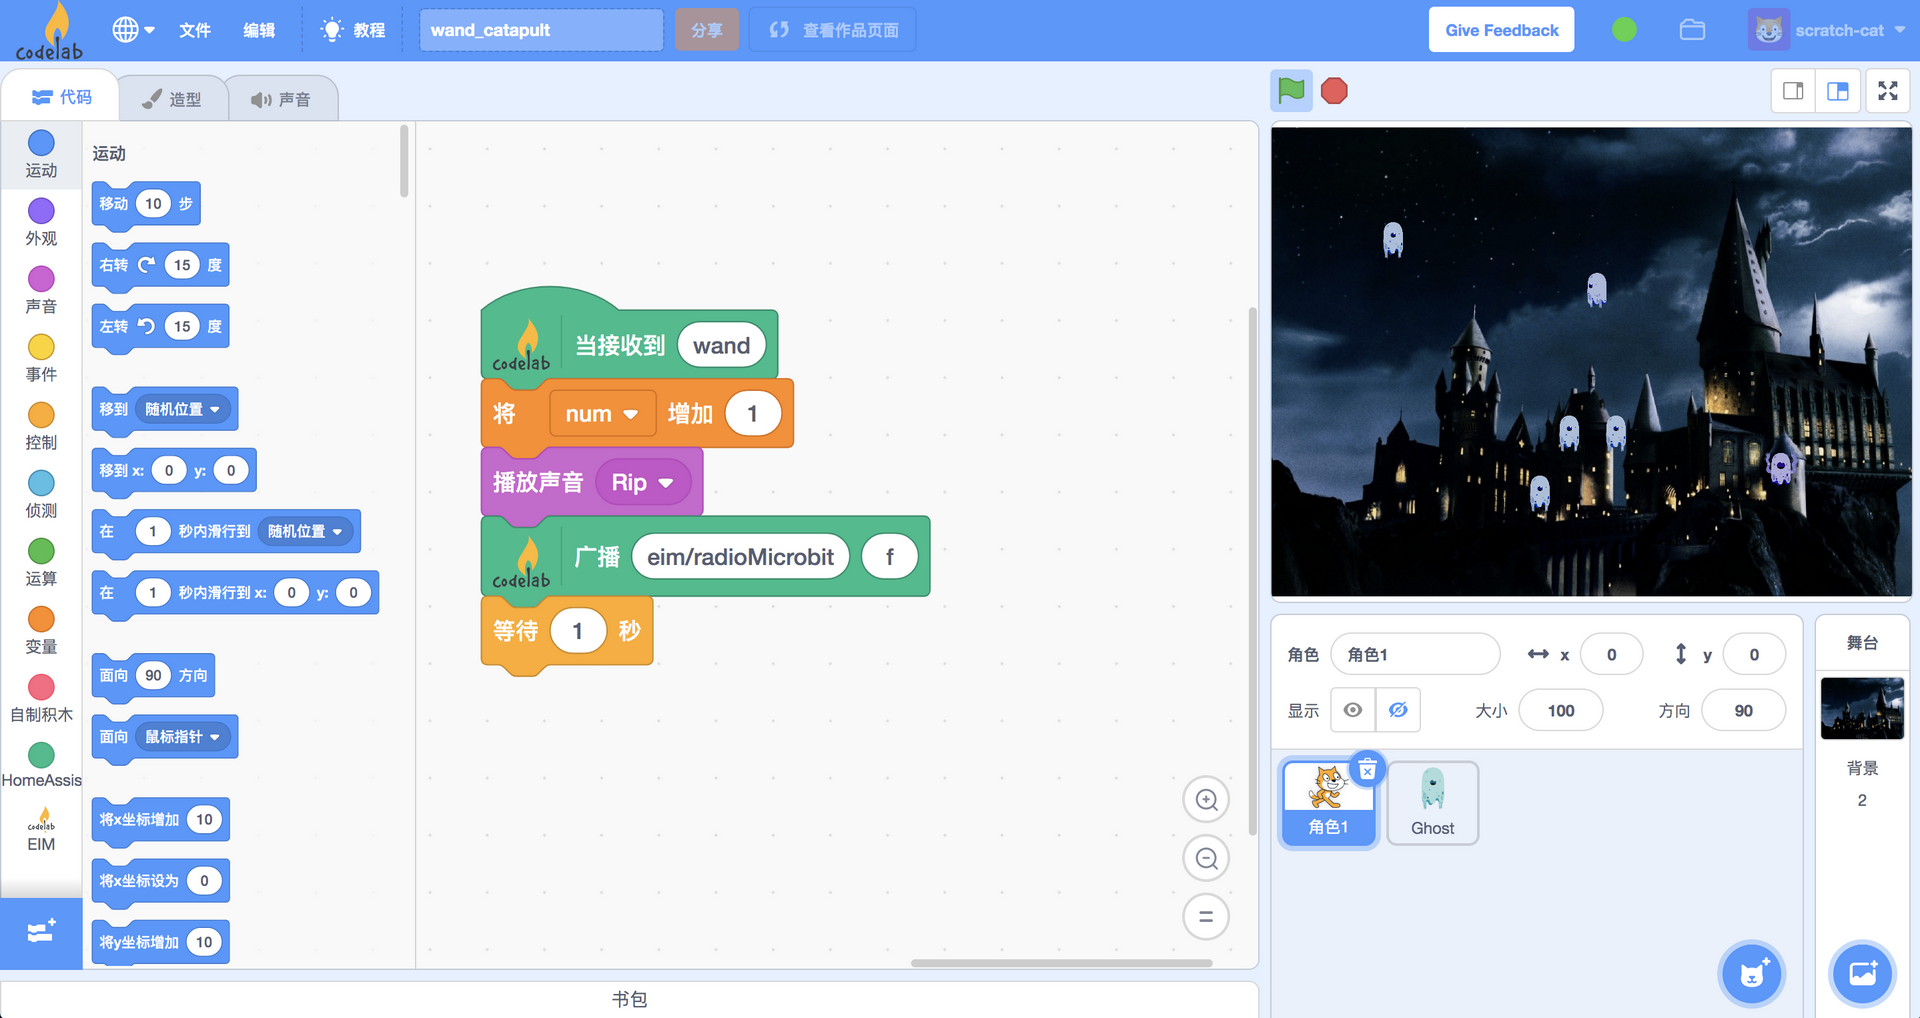 codelab
文件
编辑
教程
wand_catapult
分享
查看作品页面
Give Feedback
scratch-cat
代码
造型
声音
运动
外观
声音
事件
控制
侦测
运算
变量
自制积木
HomeAssis
codelab
EIM
运动
移动 10 步
右转 15 度
左转 15 度
移到 随机位置
移到 x: 0 y: 0
在 1 秒内滑行到 随机位置
在 1 秒内滑行到 x: 0 y: 0
面向 90 方向
面向 鼠标指针
将x坐标增加 10
将x坐标设为 0
将y坐标增加 10
codelab 当接收到 wand
将 num 增加 1
播放声音 Rip
codelab 广播 eim/radioMicrobit f
等待 1 秒
书包
角色 角色1 x 0 y 0
显示 大小 100 方向 90
角色1
Ghost
舞台
背景
2